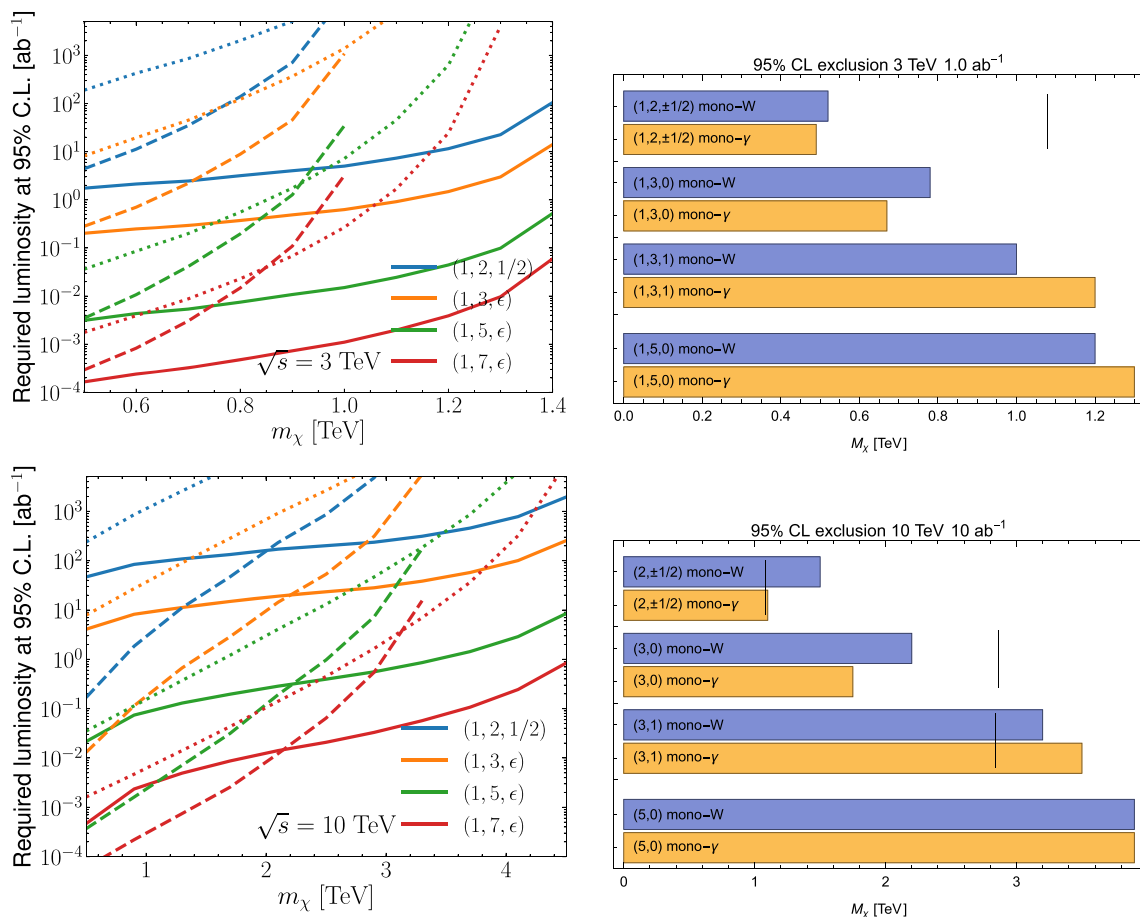 Required luminosity at 95% C.L. [ab⁻¹]
10³
10²
10¹
10⁰
10⁻¹
10⁻²
10⁻³
10⁻⁴
(1, 2, 1/2)
(1, 3, ϵ)
(1, 5, ϵ)
(1, 7, ϵ)
√s = 3 TeV
0.6 0.8 1.0 1.2 1.4
mχ [TeV]
95% CL exclusion 3 TeV 1.0 ab⁻¹
(1,2,±1/2) mono−W
(1,2,±1/2) mono−γ
(1,3,0) mono−W
(1,3,0) mono−γ
(1,3,1) mono−W
(1,3,1) mono−γ
(1,5,0) mono−W
(1,5,0) mono−γ
0.0 0.2 0.4 0.6 0.8 1.0 1.2
Mχ [TeV]
Required luminosity at 95% C.L. [ab⁻¹]
10³
10²
10¹
10⁰
10⁻¹
10⁻²
10⁻³
10⁻⁴
(1, 2, 1/2)
(1, 3, ϵ)
(1, 5, ϵ)
(1, 7, ϵ)
√s = 10 TeV
1 2 3 4
mχ [TeV]
95% CL exclusion 10 TeV 10 ab⁻¹
(2,±1/2) mono−W
(2,±1/2) mono−γ
(3,0) mono−W
(3,0) mono−γ
(3,1) mono−W
(3,1) mono−γ
(5,0) mono−W
(5,0) mono−γ
0 1 2 3
Mχ [TeV]